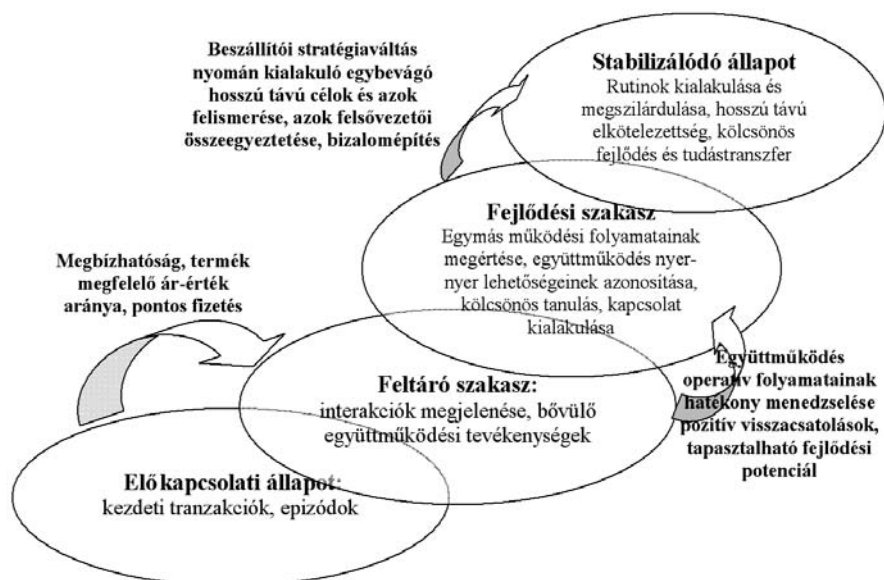 Beszállítói stratégiaváltás
nyomán kialakuló egybevágó
hosszú távú célok és azok
felismerése, azok felsővezetői
összeegyeztetése, bizalomépítés
Stabilizálódó állapot
Rutinok kialakulása és
megszilárdulása, hosszú távú
elkötelezettség, kölcsönös
fejlődés és tudástranszfer
Fejlődési szakasz
Egymás működési folyamatainak
megértése, együttműködés nyer-
nyer lehetőségeinek azonosítása,
kölcsönös tanulás, kapcsolat
kialakulása
Megbízhatóság, termék
megfelelő ár-érték
aránya, pontos fizetés
Feltáró szakasz:
interakciók megjelenése, bővülő
együttműködési tevékenységek
Együttműködés
operatív folyamatainak
hatékony menedzselése
pozitív visszacsatolások,
tapasztalható fejlődési
potenciál
Előkapcsolati állapot:
kezdeti tranzakciók, epizódok